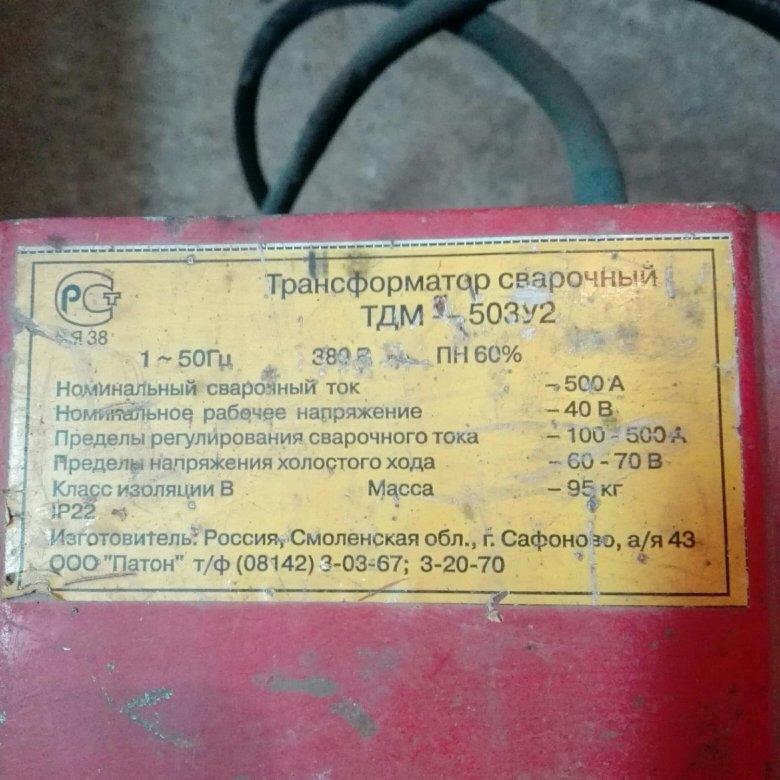 РСТ
Трансформатор сварочный
ТДМ - 503У2
Я 38
1 ~ 50Гц 380 В ПН 60%
Номинальный сварочный ток - 500 А
Номинальное рабочее напряжение - 40 В
Пределы регулирования сварочного тока - 100 - 500 А
Пределы напряжения холостого хода - 60 - 70 В
Класс изоляции В Масса - 95 кг
IP22
Изготовитель: Россия, Смоленская обл., г. Сафоново, а/я 43
ООО "Патон" т/ф (08142) 3-03-67; 3-20-70